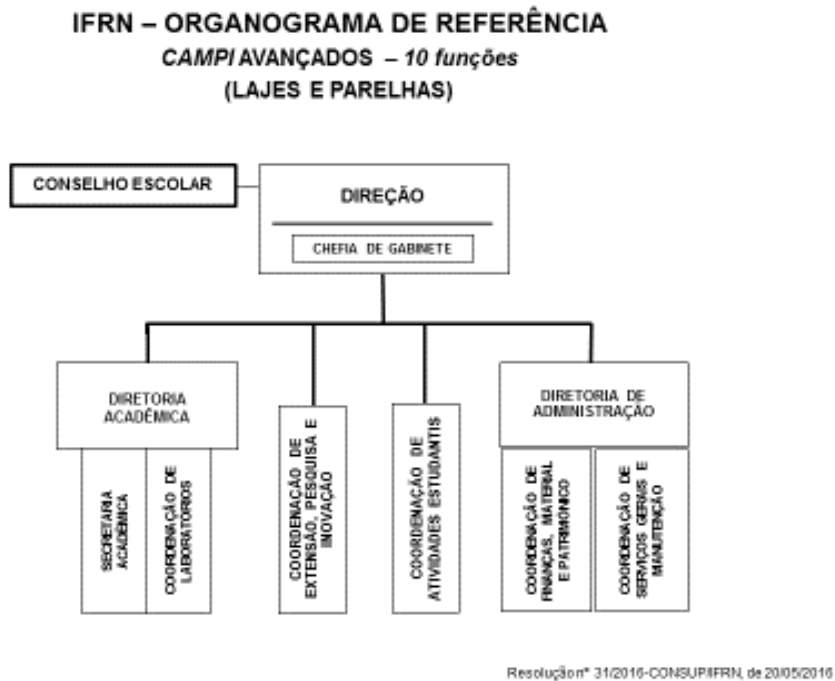 IFRN – ORGANOGRAMA DE REFERÊNCIA
CAMPI AVANÇADOS – 10 funções
(LAJES E PARELHAS)
CONSELHO ESCOLAR
DIREÇÃO
CHEFIA DE GABINETE
DIRETORIA
ACADÊMICA
SECRETARIA
ACADÊMICA
COORDENAÇÃO DE
LABORATÓRIOS
COORDENAÇÃO DE
EXTENSÃO, PESQUISA E
INOVAÇÃO
COORDENAÇÃO DE
ATIVIDADES ESTUDANTIS
DIRETORIA DE
ADMINISTRAÇÃO
COORDENAÇÃO DE
FINANÇAS, MATERIAL
E PATRIMÔNICO
COORDENAÇÃO DE
SERVIÇOS GERAIS E
MANUTENÇÃO
Resolução nº 31/2016-CONSUP/IFRN, de 20/05/2016